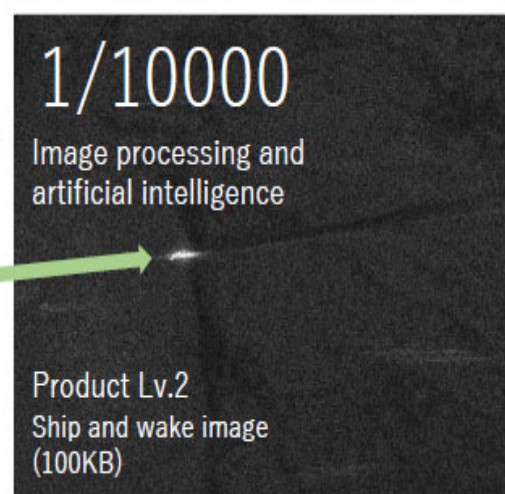 1/10000
Image processing and
artificial intelligence
Product Lv.2
Ship and wake image
(100KB)